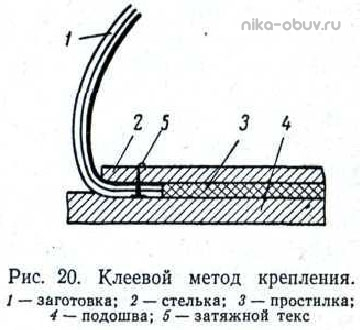 nika-obuv.ru
1
2 5 3 4
Рис. 20. Клеевой метод крепления.
1 — заготовка; 2 — стелька; 3 — простилка;
4 — подошва; 5 — затяжной текс